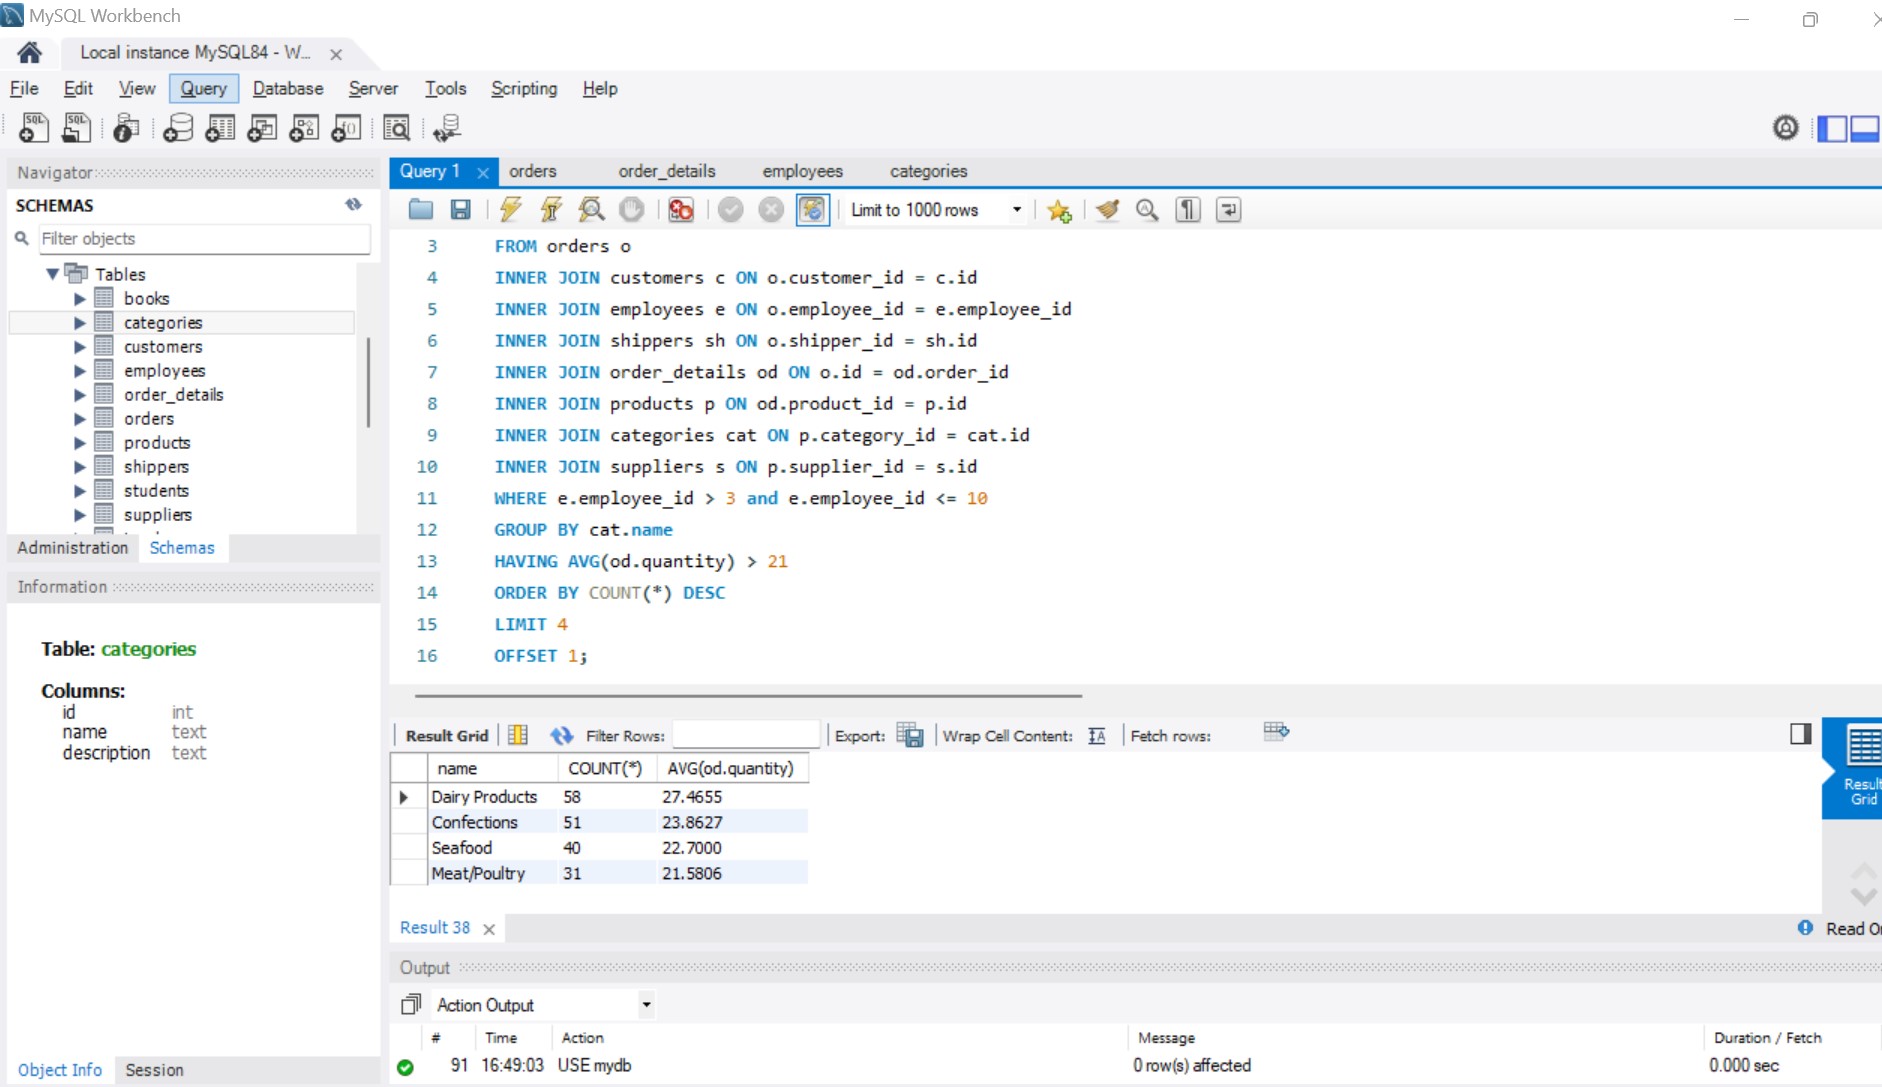 MySQL Workbench
Local instance MySQL84 - W...
File Edit View Query Database Server Tools Scripting Help
Navigator
SCHEMAS
Filter objects
Tables
books
categories
customers
employees
order_details
orders
products
shippers
students
suppliers
Administration Schemas
Information
Table: categories
Columns:
id int
name text
description text
Object Info Session
Query 1 orders order_details employees categories
Limit to 1000 rows
3 FROM orders o
4 INNER JOIN customers c ON o.customer_id = c.id
5 INNER JOIN employees e ON o.employee_id = e.employee_id
6 INNER JOIN shippers sh ON o.shipper_id = sh.id
7 INNER JOIN order_details od ON o.id = od.order_id
8 INNER JOIN products p ON od.product_id = p.id
9 INNER JOIN categories cat ON p.category_id = cat.id
10 INNER JOIN suppliers s ON p.supplier_id = s.id
11 WHERE e.employee_id > 3 and e.employee_id <= 10
12 GROUP BY cat.name
13 HAVING AVG(od.quantity) > 21
14 ORDER BY COUNT(*) DESC
15 LIMIT 4
16 OFFSET 1;
Result Grid Filter Rows: Export: Wrap Cell Content: Fetch rows:
name COUNT(*) AVG(od.quantity)
Dairy Products 58 27.4655
Confections 51 23.8627
Seafood 40 22.7000
Meat/Poultry 31 21.5806
Result
Grid
Result 38
Read
Output
Action Output
# Time Action Message Duration / Fetch
91 16:49:03 USE mydb 0 row(s) affected 0.000 sec